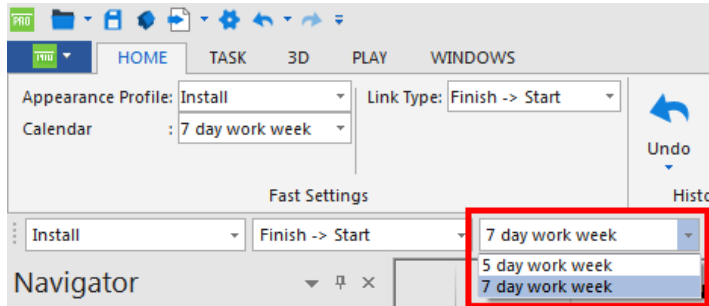 PRO
PRO HOME TASK 3D PLAY WINDOWS
Appearance Profile: Install Link Type: Finish -> Start
Calendar : 7 day work week
Undo
Fast Settings Histo
Install Finish -> Start 7 day work week
5 day work week
Navigator 7 day work week